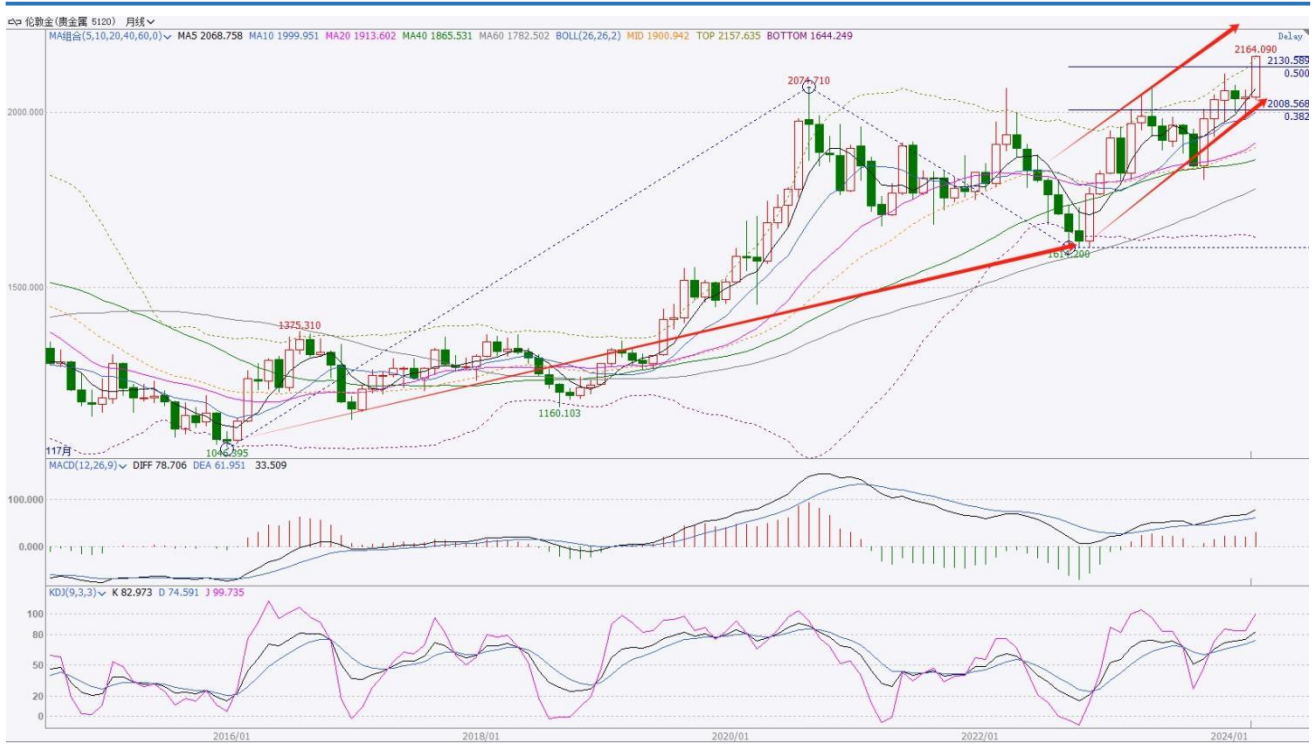 伦敦金(贵金属 5120) 月线
MA组合(5,10,20,40,60,0) MA5 2068.758 MA10 1999.951 MA20 1913.602 MA40 1865.531 MA60 1782.502 BOLL(26,26,2) MID 1900.942 TOP 2157.635 BOTTOM 1644.249
Delay
2164.090
2130.589
0.500
2074.710
2000.000
2008.568
0.382
1614.200
1500.000
1375.310
1160.103
1046.395
117月
MACD(12,26,9) DIFF 78.706 DEA 61.951 33.509
100.000
0.000
KDJ(9,3,3) K 82.973 D 74.591 J 99.735
100
80
50
20
0
2016/01 2018/01 2020/01 2022/01 2024/01